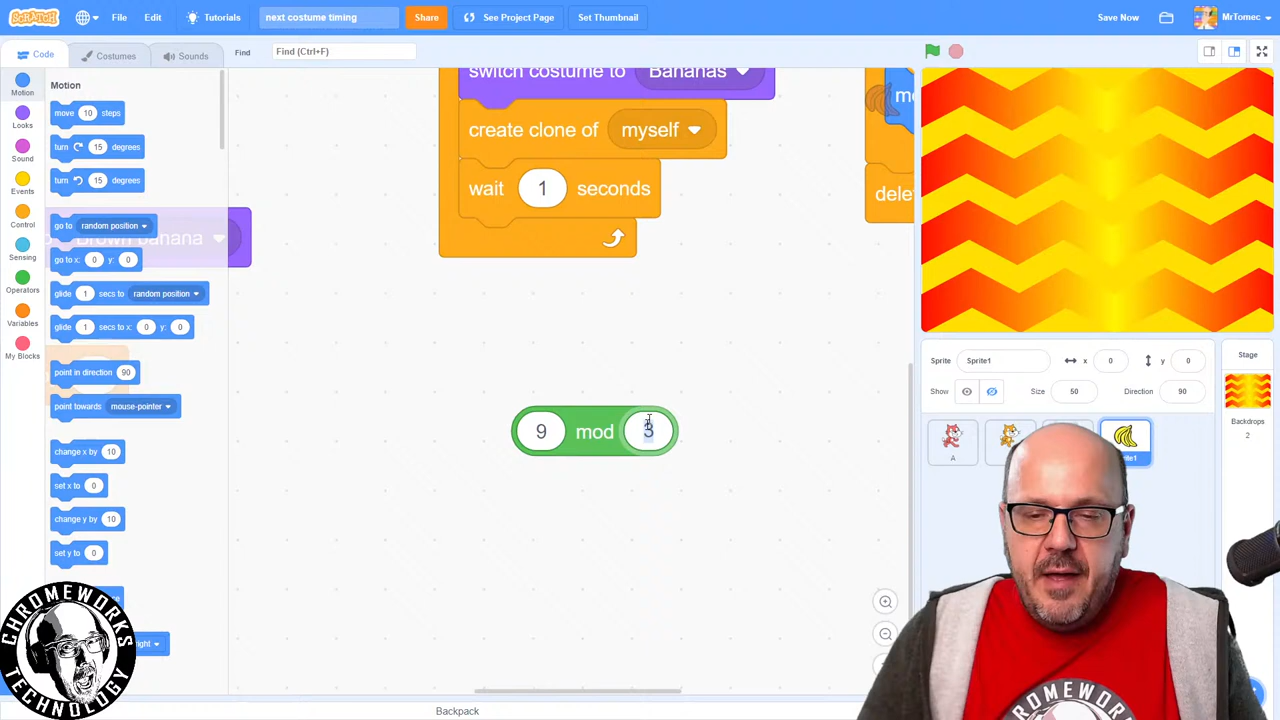 SCRATCH
File
Edit
Tutorials
next costume timing
Share
See Project Page
Set Thumbnail
Save Now
MrTomec
Code
Costumes
Sounds
Find
Find (Ctrl+F)
Motion
Looks
Sound
Events
Control
Sensing
Operators
Variables
My Blocks
Motion
move 10 steps
turn 15 degrees
turn 15 degrees
go to random position
go to x: 0 y: 0
glide 1 secs to random position
glide 1 secs to x: 0 y: 0
point in direction 90
point towards mouse-pointer
change x by 10
set x to 0
change y by 10
set y to 0
Brown banana
switch costume to Bananas
create clone of myself
wait 1 seconds
9 mod 3
Sprite Sprite1
x 0
y 0
Show
Size 50
Direction 90
A
Stage
Backdrops
2
Backpack
CHROMEWORKS
TECHNOLOGY